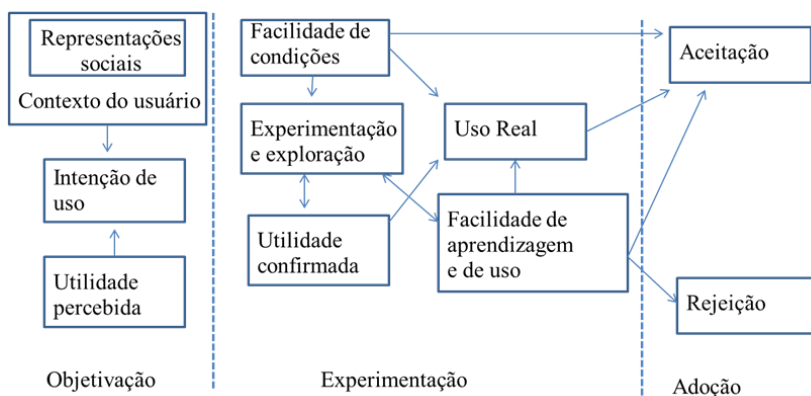 Representações
sociais
Contexto do usuário
Intenção de
uso
Utilidade
percebida
Objetivação
Facilidade de
condições
Experimentação
e exploração
Uso Real
Utilidade
confirmada
Facilidade de
aprendizagem
e de uso
Experimentação
Aceitação
Rejeição
Adoção